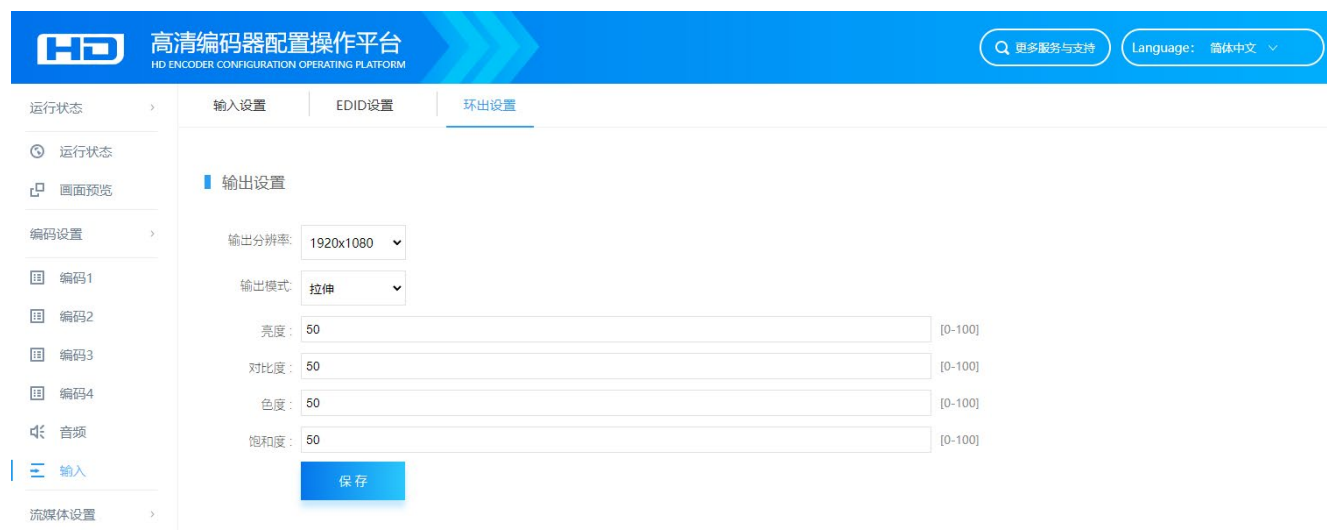 HD
高清编码器配置操作平台
HD ENCODER CONFIGURATION OPERATING PLATFORM
更多服务与支持
Language: 简体中文
运行状态
运行状态
画面预览
编码设置
编码1
编码2
编码3
编码4
音频
输入
流媒体设置
输入设置
EDID设置
环出设置
输出设置
输出分辨率: 1920x1080
输出模式: 拉伸
亮度 : 50 [0-100]
对比度 : 50 [0-100]
色度 : 50 [0-100]
饱和度 : 50 [0-100]
保存